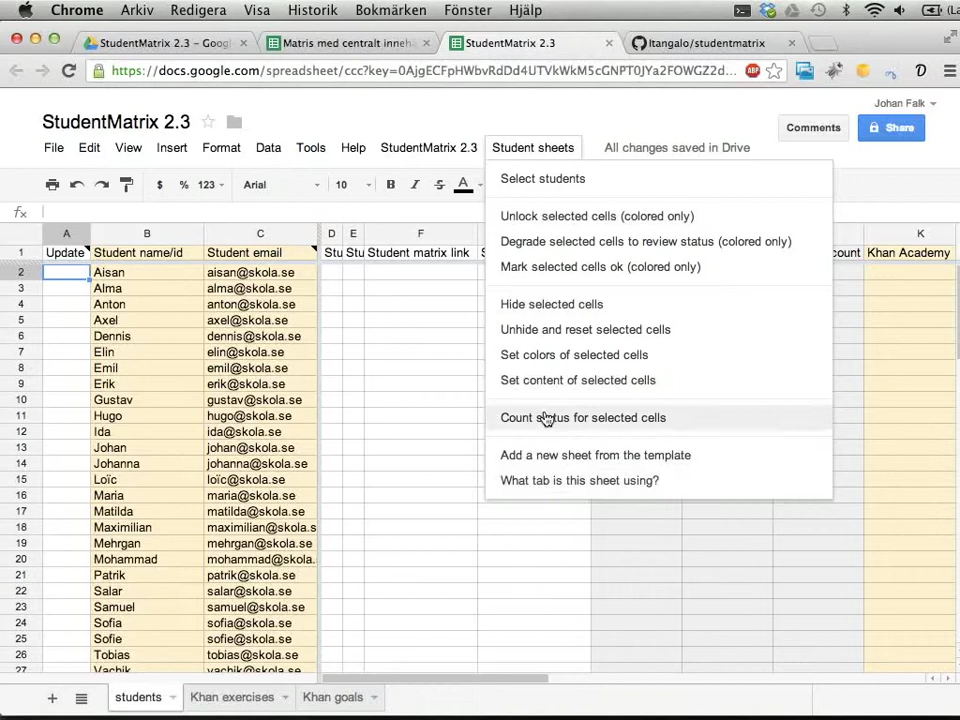 Chrome Arkiv Redigera Visa Historik Bokmärken Fönster Hjälp
StudentMatrix 2.3 – Goog Matris med centralt inneh StudentMatrix 2.3 Itangalo/studentmatrix
https://docs.google.com/spreadsheet/ccc?key=0AjgECFpHWbvRdDd4UTVkWkM5cGNPT0JYa2FOWGZ2d... ABP
Johan Falk
StudentMatrix 2.3
Comments Share
File Edit View Insert Format Data Tools Help StudentMatrix 2.3 Student sheets All changes saved in Drive
$ % 123 Arial 10 B I S A
Select students
Unlock selected cells (colored only)
Degrade selected cells to review status (colored only)
Mark selected cells ok (colored only)
Hide selected cells
Unhide and reset selected cells
Set colors of selected cells
Set content of selected cells
Count status for selected cells
Add a new sheet from the template
What tab is this sheet using?
fx
A B C D E F K
1 Update Student name/id Student email Stu Stu Student matrix link S count Khan Academy
2 Aisan aisan@skola.se
3 Alma alma@skola.se
4 Anton anton@skola.se
5 Axel axel@skola.se
6 Dennis dennis@skola.se
7 Elin elin@skola.se
8 Emil emil@skola.se
9 Erik erik@skola.se
10 Gustav gustav@skola.se
11 Hugo hugo@skola.se
12 Ida ida@skola.se
13 Johan johan@skola.se
14 Johanna johanna@skola.se
15 Loïc loïc@skola.se
16 Maria maria@skola.se
17 Matilda matilda@skola.se
18 Maximilian maximilian@skola.s
19 Mehrgan mehrgan@skola.se
20 Mohammad mohammad@skola.
21 Patrik patrik@skola.se
22 Salar salar@skola.se
23 Samuel samuel@skola.se
24 Sofia sofia@skola.se
25 Sofie sofie@skola.se
26 Tobias tobias@skola.se
27 Vachik vachik@skola.se
students Khan exercises Khan goals